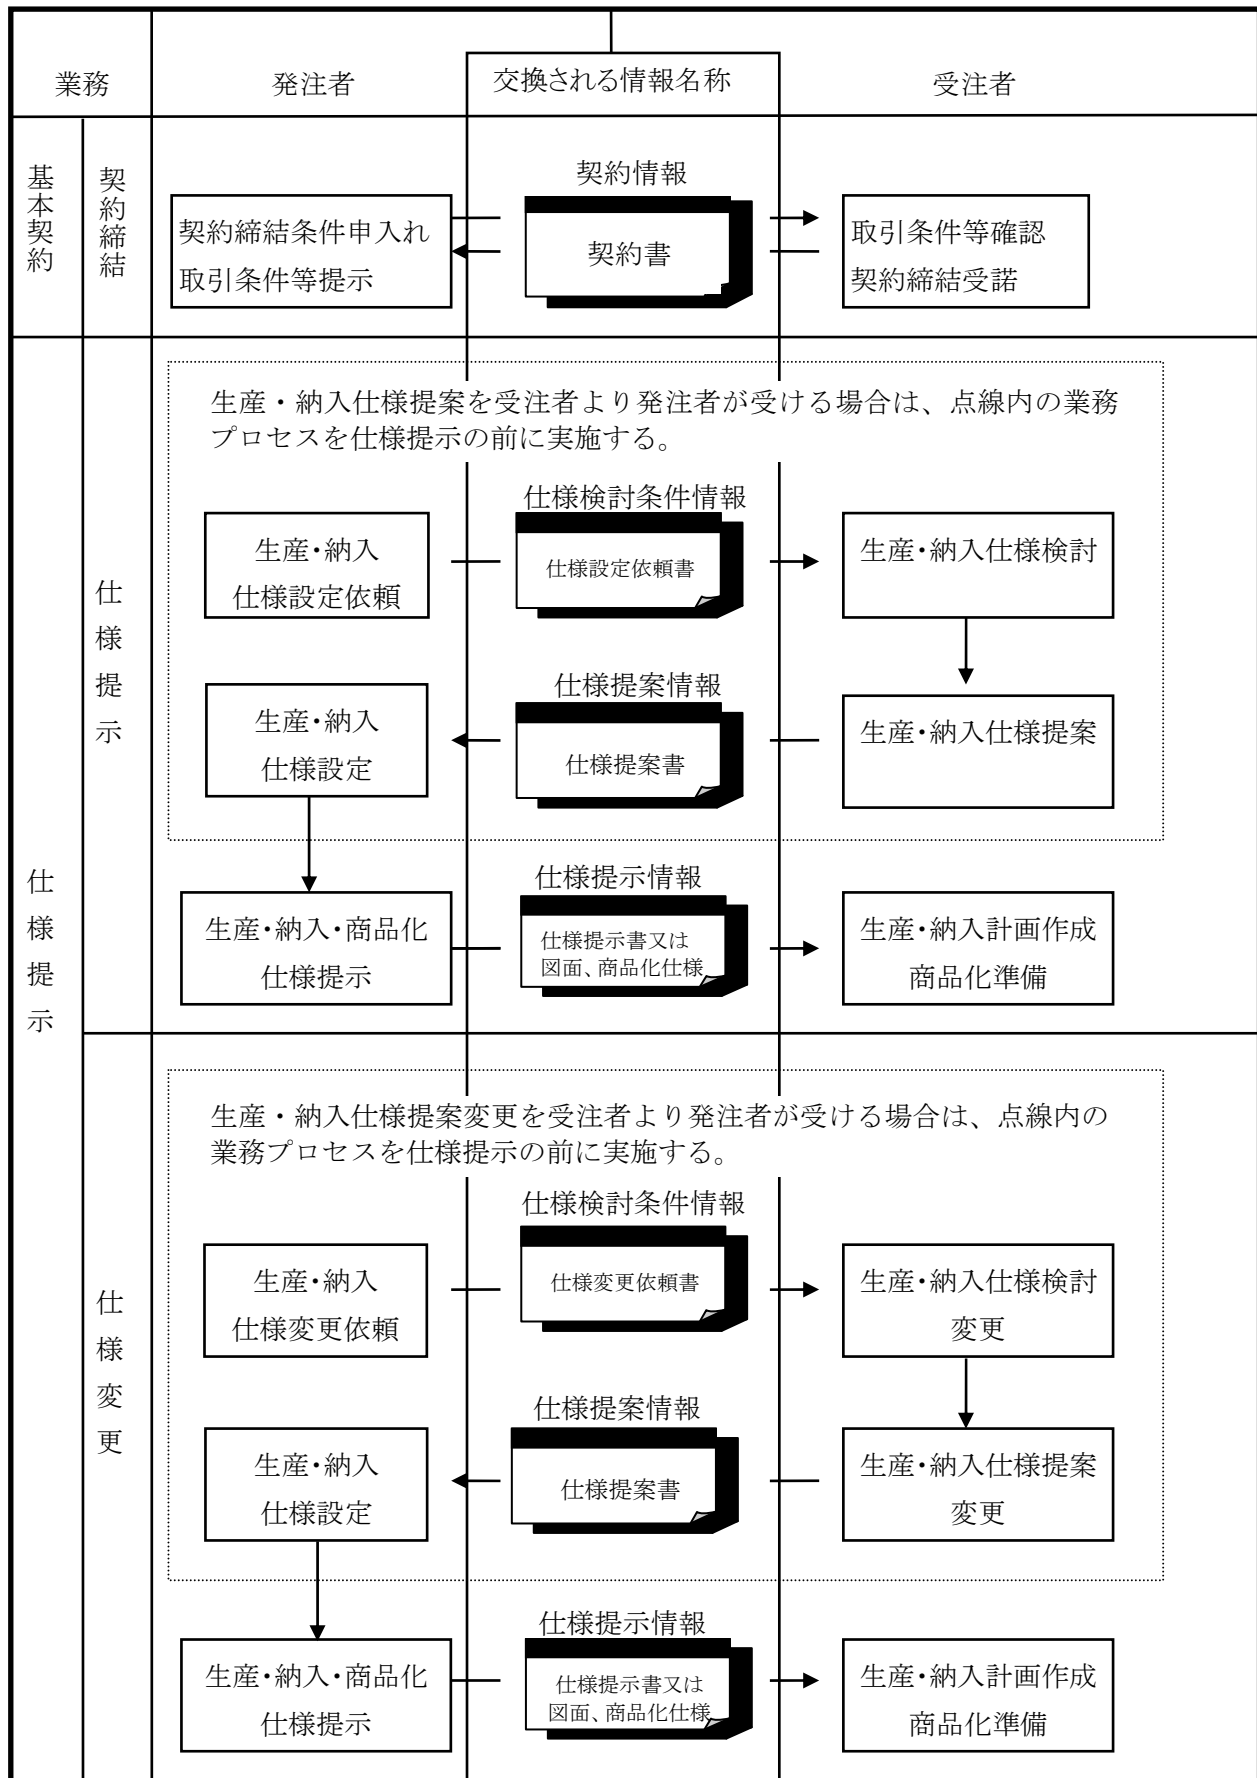 業務
発注者
交換される情報名称
受注者
基本契約
契約締結
契約情報
契約締結条件申入れ
取引条件等提示
契約書
取引条件等確認
契約締結受諾
仕様提示
仕様提示
生産・納入仕様提案を受注者より発注者が受ける場合は、点線内の業務
プロセスを仕様提示の前に実施する。
仕様検討条件情報
生産・納入
仕様設定依頼
仕様設定依頼書
生産・納入仕様検討
仕様提案情報
生産・納入
仕様設定
仕様提案書
生産・納入仕様提案
仕様提示情報
生産・納入・商品化
仕様提示
仕様提示書又は
図面、商品化仕様
生産・納入計画作成
商品化準備
仕様変更
生産・納入仕様提案変更を受注者より発注者が受ける場合は、点線内の
業務プロセスを仕様提示の前に実施する。
仕様検討条件情報
生産・納入
仕様変更依頼
仕様変更依頼書
生産・納入仕様検討
変更
仕様提案情報
生産・納入
仕様設定
仕様提案書
生産・納入仕様提案
変更
仕様提示情報
生産・納入・商品化
仕様提示
仕様提示書又は
図面、商品化仕様
生産・納入計画作成
商品化準備